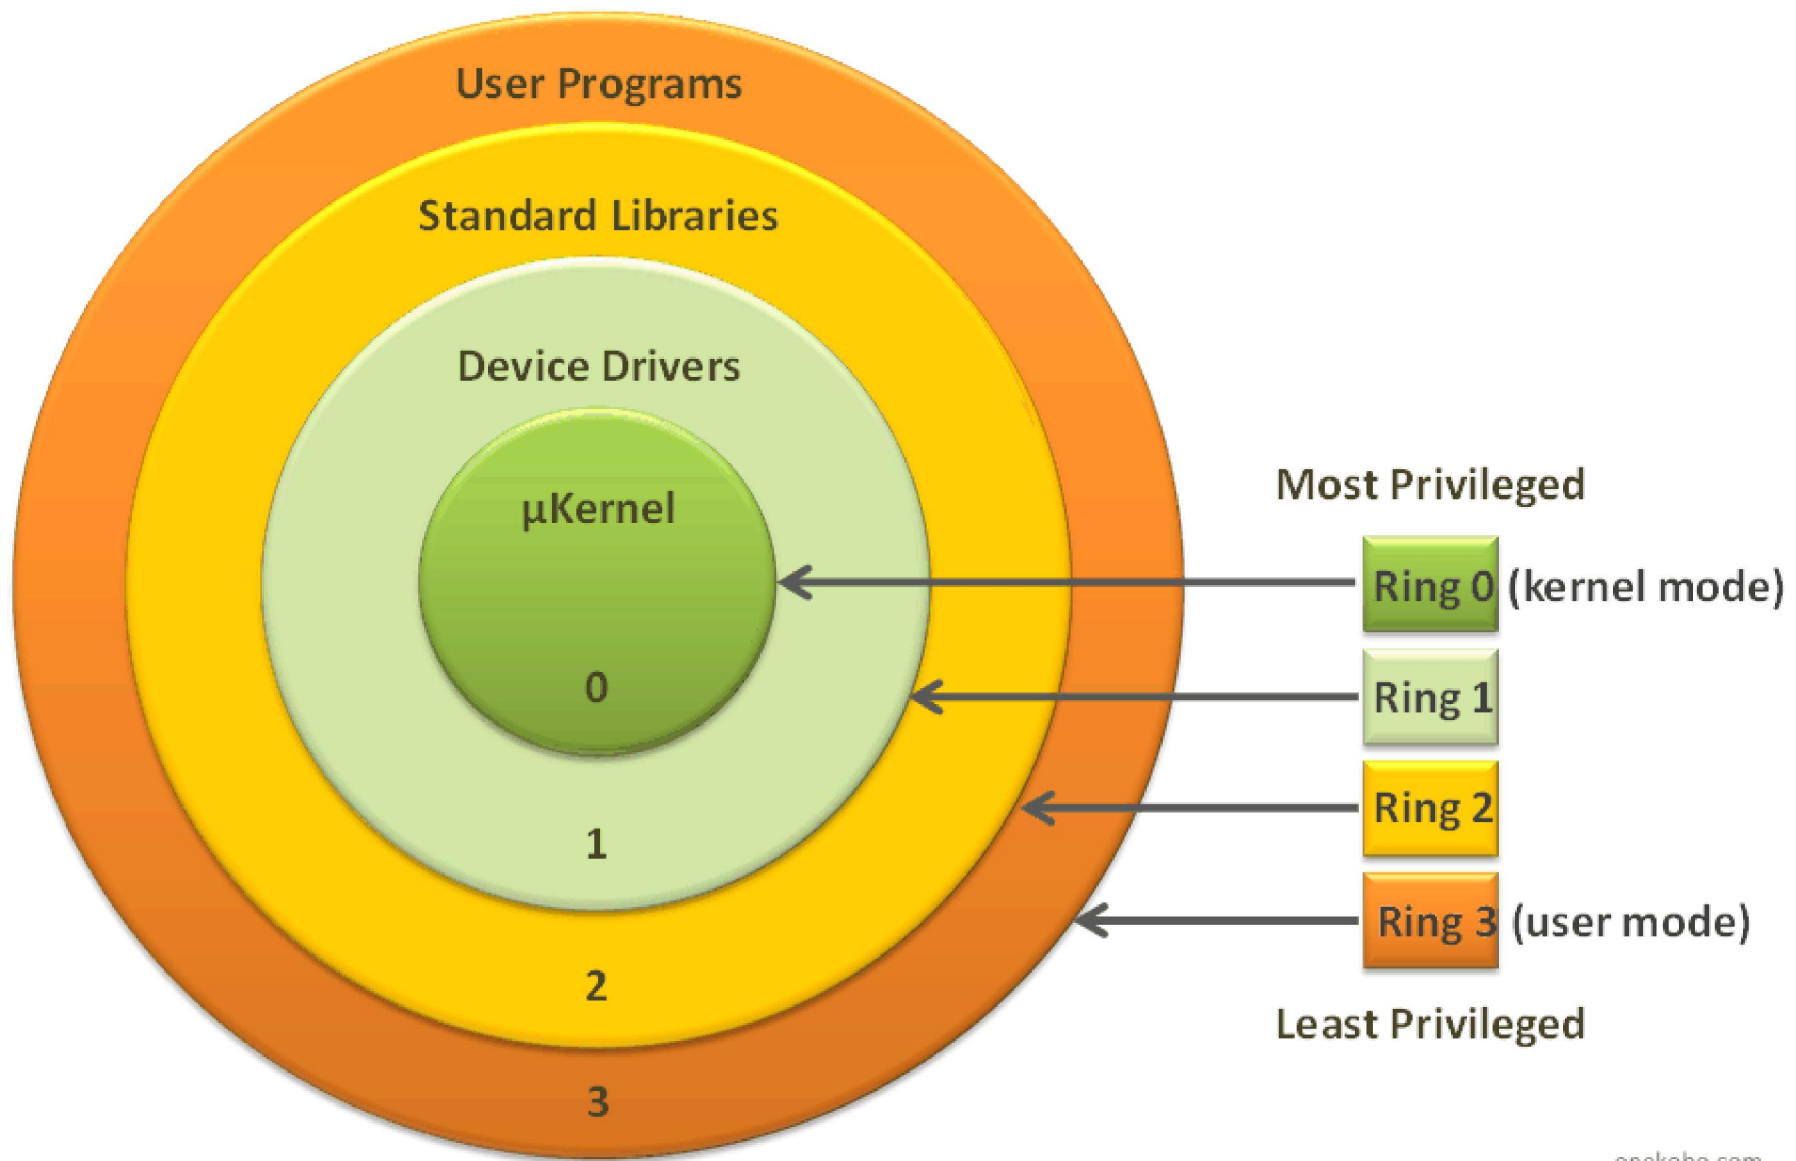 User Programs
Standard Libraries
Device Drivers
µKernel
0
1
2
3
Most Privileged
Ring 0 (kernel mode)
Ring 1
Ring 2
Ring 3 (user mode)
Least Privileged